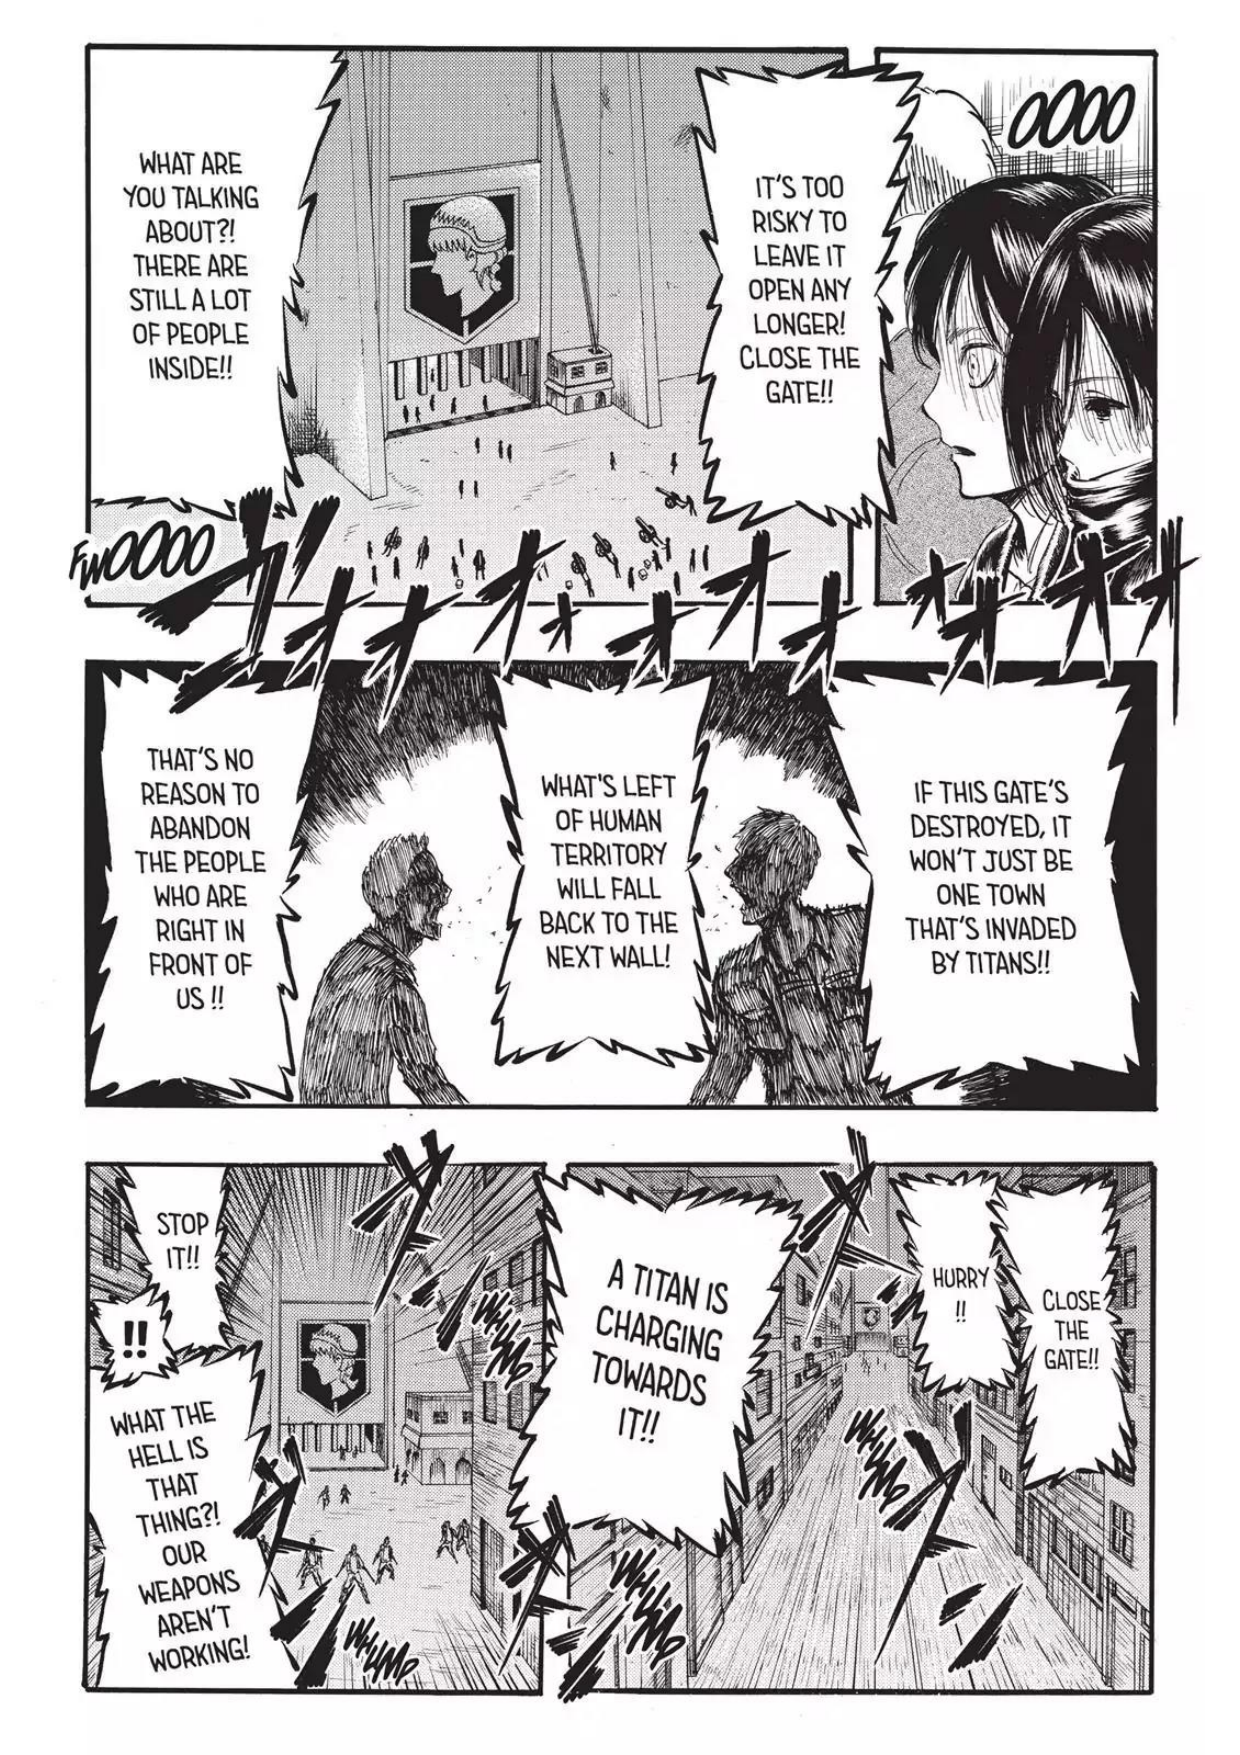 OOOO
IT'S TOO
RISKY TO
LEAVE IT
OPEN ANY
LONGER!
CLOSE THE
GATE!!
WHAT ARE
YOU TALKING
ABOUT?!
THERE ARE
STILL A LOT
OF PEOPLE
INSIDE!!
FWOOOO
ゴオオオオオオオオオオオ
IF THIS GATE'S
DESTROYED, IT
WON'T JUST BE
ONE TOWN
THAT'S INVADED
BY TITANS!!
WHAT'S LEFT
OF HUMAN
TERRITORY
WILL FALL
BACK TO THE
NEXT WALL!
THAT'S NO
REASON TO
ABANDON
THE PEOPLE
WHO ARE
RIGHT IN
FRONT OF
US !!
CLOSE
THE
GATE!!
HURRY
!!
WHUMP
WHUMP
A TITAN IS
CHARGING
TOWARDS
IT!!
WHUMP
STOP
IT!!
!!
WHAT THE
HELL IS
THAT
THING?!
OUR
WEAPONS
AREN'T
WORKING!
WHUMP